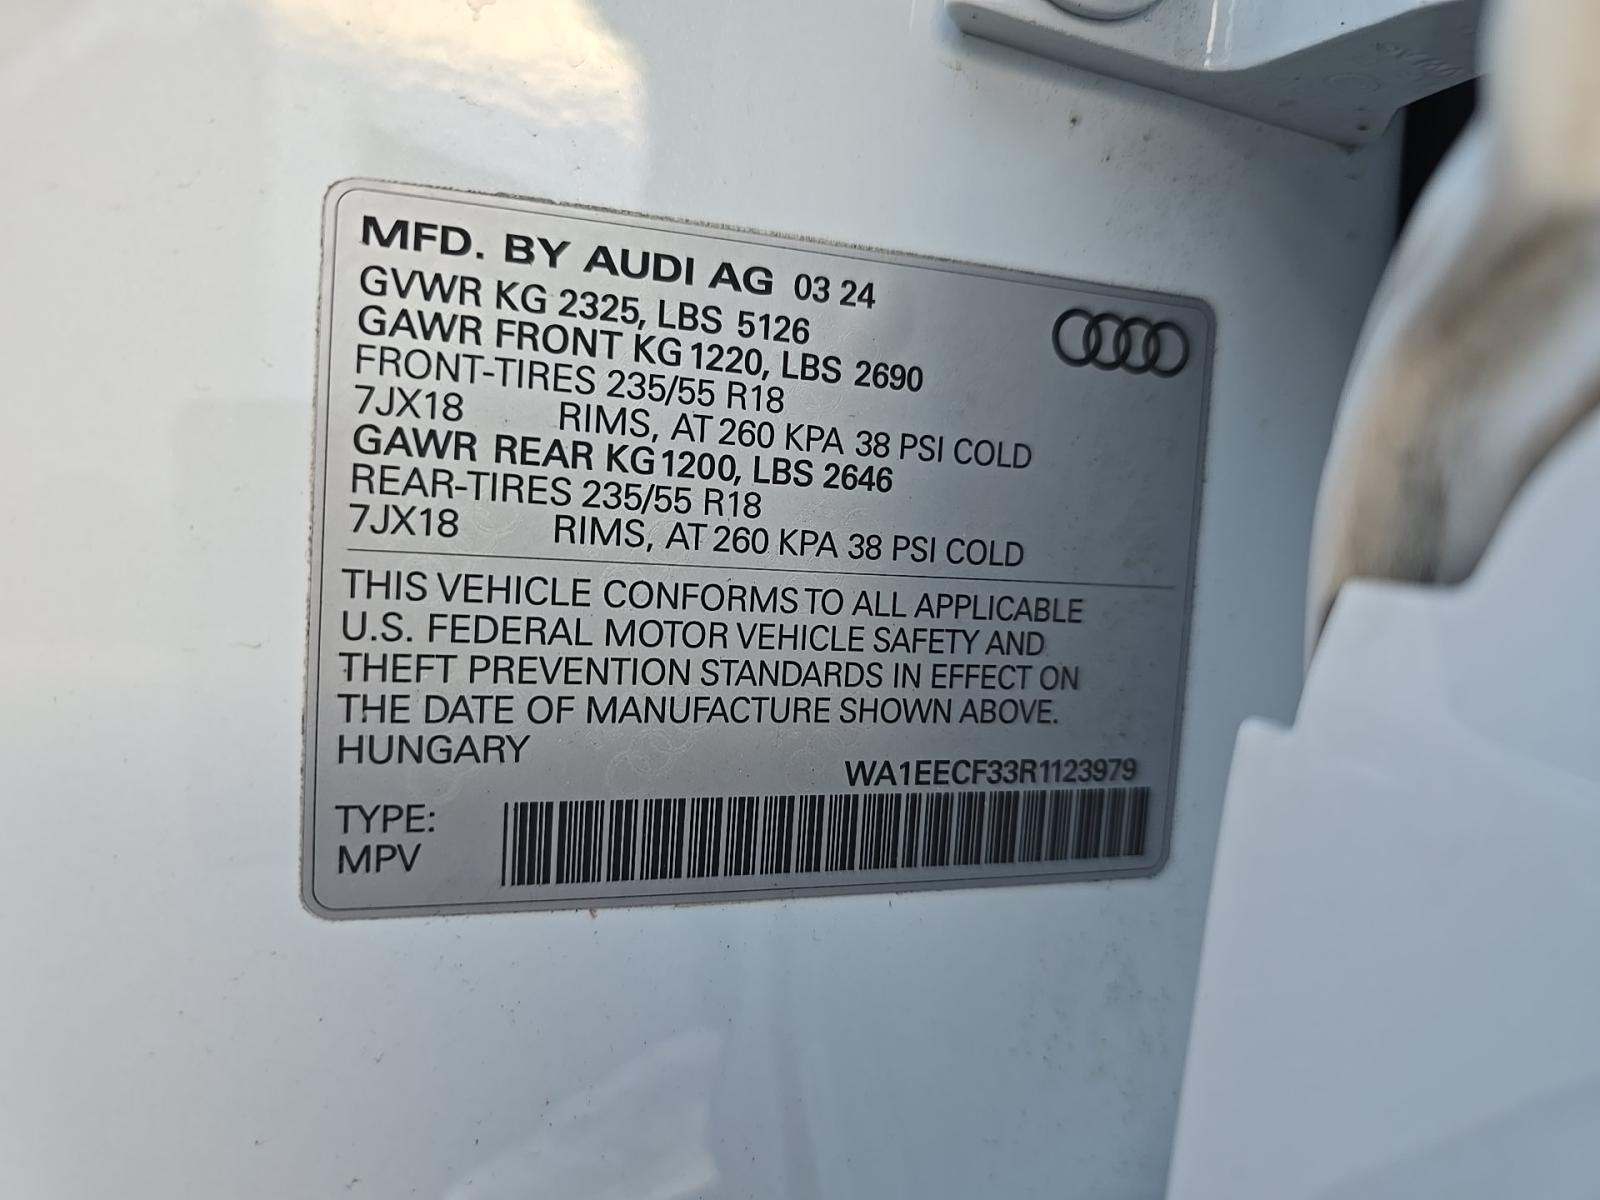 MFD. BY AUDI AG 03 24
GVWR KG 2325, LBS 5126
GAWR FRONT KG 1220, LBS 2690
FRONT-TIRES 235/55 R18
7JX18 RIMS, AT 260 KPA 38 PSI COLD
GAWR REAR KG 1200, LBS 2646
REAR-TIRES 235/55 R18
7JX18 RIMS, AT 260 KPA 38 PSI COLD
THIS VEHICLE CONFORMS TO ALL APPLICABLE
U.S. FEDERAL MOTOR VEHICLE SAFETY AND
THEFT PREVENTION STANDARDS IN EFFECT ON
THE DATE OF MANUFACTURE SHOWN ABOVE.
HUNGARY
WA1EECF33R1123979
TYPE:
MPV